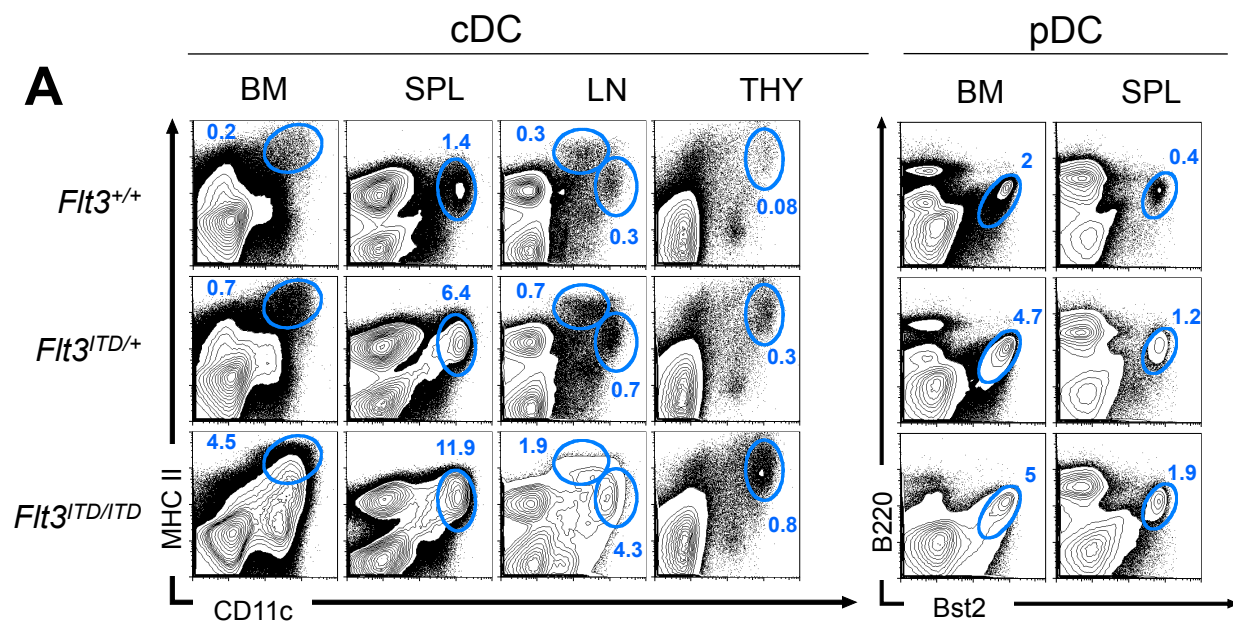 cDC pDC
A BM SPL LN THY BM SPL
Flt3+/+ 0.2 1.4 0.3 0.3 0.08 2 0.4
Flt3ITD/+ 0.7 6.4 0.7 0.7 0.3 4.7 1.2
Flt3ITD/ITD 4.5 11.9 1.9 4.3 0.8 5 1.9
MHC II B220
CD11c Bst2